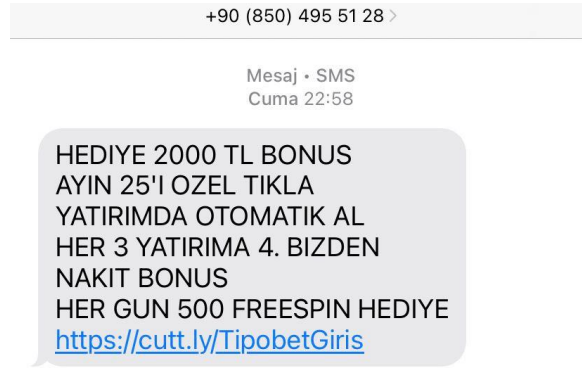 +90 (850) 495 51 28 >
Mesaj • SMS
Cuma 22:58
HEDIYE 2000 TL BONUS
AYIN 25'I OZEL TIKLA
YATIRIMDA OTOMATIK AL
HER 3 YATIRIMA 4. BIZDEN
NAKIT BONUS
HER GUN 500 FREESPIN HEDIYE
https://cutt.ly/TipobetGiris